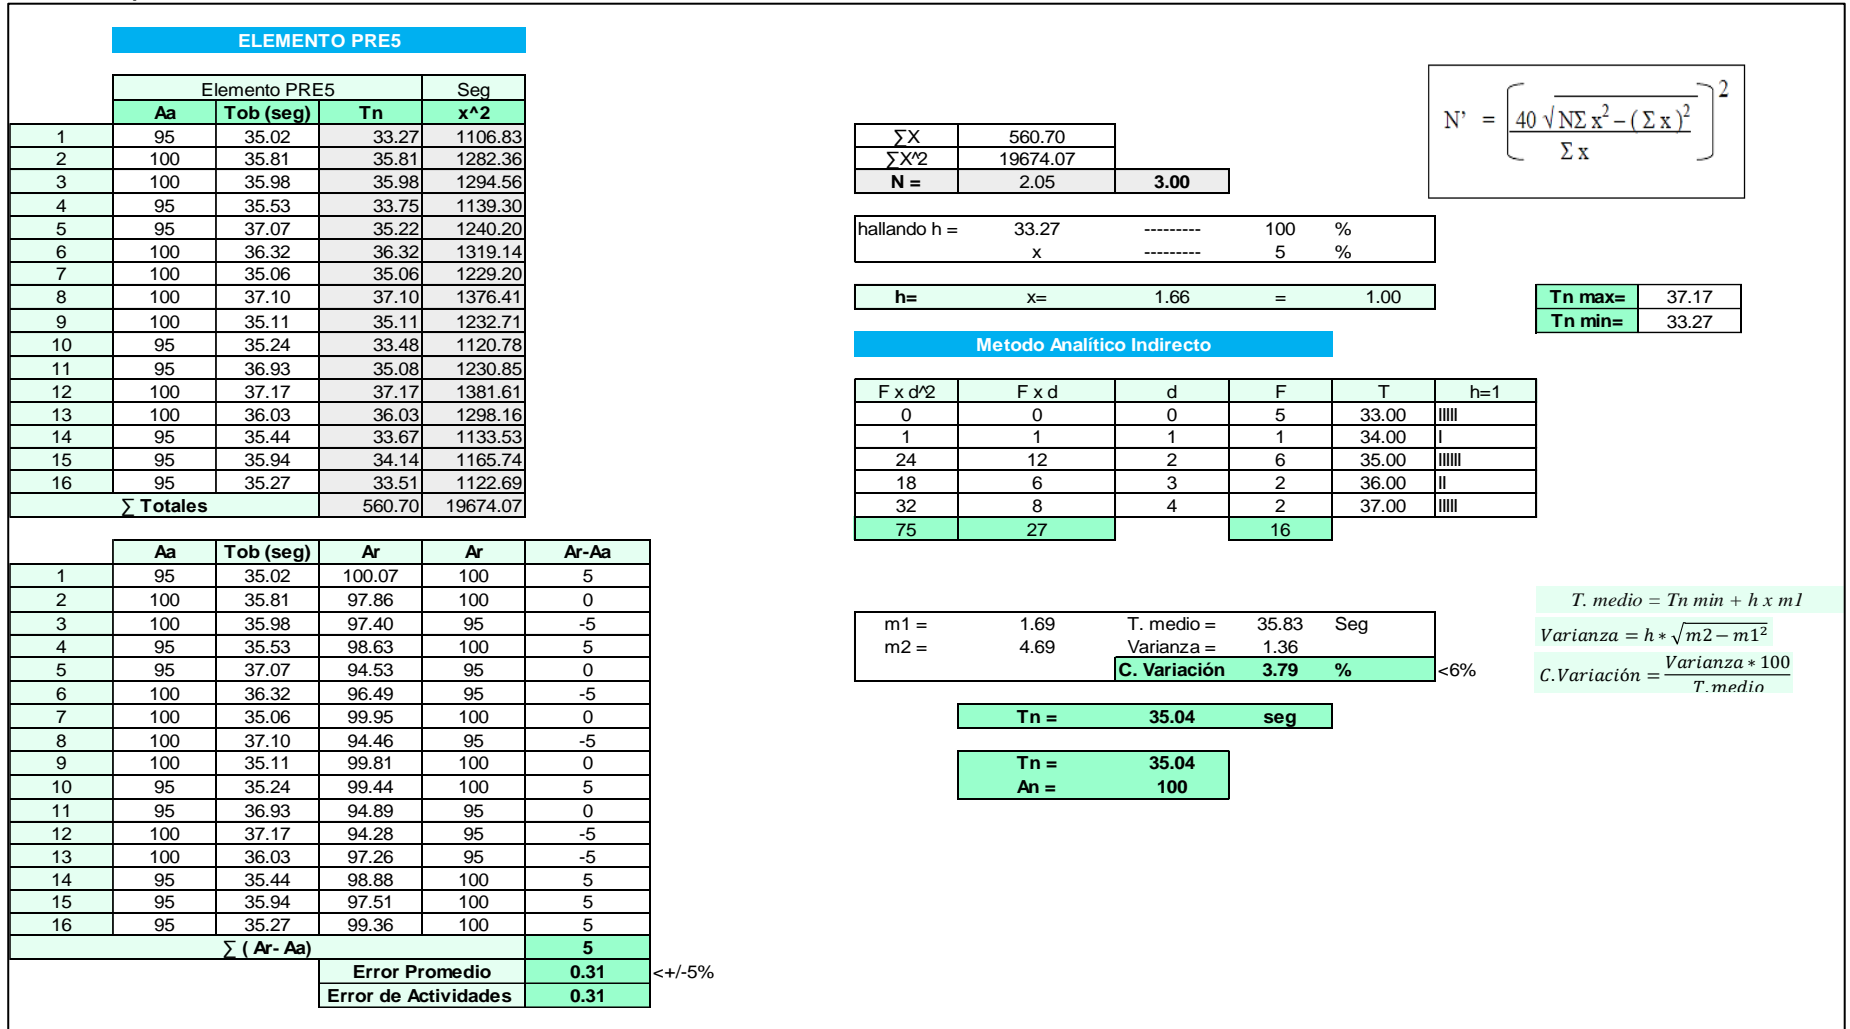 ELEMENTO PRE5
Elemento PRE5 Seg
Aa Tob (seg) Tn x^2
1 95 35.02 33.27 1106.83
2 100 35.81 35.81 1282.36
3 100 35.98 35.98 1294.56
4 95 35.53 33.75 1139.30
5 95 37.07 35.22 1240.20
6 100 36.32 36.32 1319.14
7 100 35.06 35.06 1229.20
8 100 37.10 37.10 1376.41
9 100 35.11 35.11 1232.71
10 95 35.24 33.48 1120.78
11 95 36.93 35.08 1230.85
12 100 37.17 37.17 1381.61
13 100 36.03 36.03 1298.16
14 95 35.44 33.67 1133.53
15 95 35.94 34.14 1165.74
16 95 35.27 33.51 1122.69
∑ Totales 560.70 19674.07
Aa Tob (seg) Ar Ar Ar-Aa
1 95 35.02 100.07 100 5
2 100 35.81 97.86 100 0
3 100 35.98 97.40 95 -5
4 95 35.53 98.63 100 5
5 95 37.07 94.53 95 0
6 100 36.32 96.49 95 -5
7 100 35.06 99.95 100 0
8 100 37.10 94.46 95 -5
9 100 35.11 99.81 100 0
10 95 35.24 99.44 100 5
11 95 36.93 94.89 95 0
12 100 37.17 94.28 95 -5
13 100 36.03 97.26 95 -5
14 95 35.44 98.88 100 5
15 95 35.94 97.51 100 5
16 95 35.27 99.36 100 5
∑ ( Ar- Aa) 5
Error Promedio 0.31 <+/-5%
Error de Actividades 0.31
∑X 560.70
∑X^2 19674.07
N = 2.05 3.00
N' = [ 40 √ N Σ x² – ( Σ x )² / Σ x ] 2
hallando h = 33.27 --------- 100 %
x --------- 5 %
h= x= 1.66 = 1.00
Tn max= 37.17
Tn min= 33.27
Metodo Analítico Indirecto
F x d^2 F x d d F T h=1
0 0 0 5 33.00 IIIII
1 1 1 1 34.00 I
24 12 2 6 35.00 IIIIII
18 6 3 2 36.00 II
32 8 4 2 37.00 IIIII
75 27 16
m1 = 1.69 T. medio = 35.83 Seg
m2 = 4.69 Varianza = 1.36
C. Variación 3.79 % <6%
T. medio = Tn min + h x m1
Varianza = h * √m2 − m1²
C.Variación = Varianza * 100 / T.medio
Tn = 35.04 seg
Tn = 35.04
An = 100